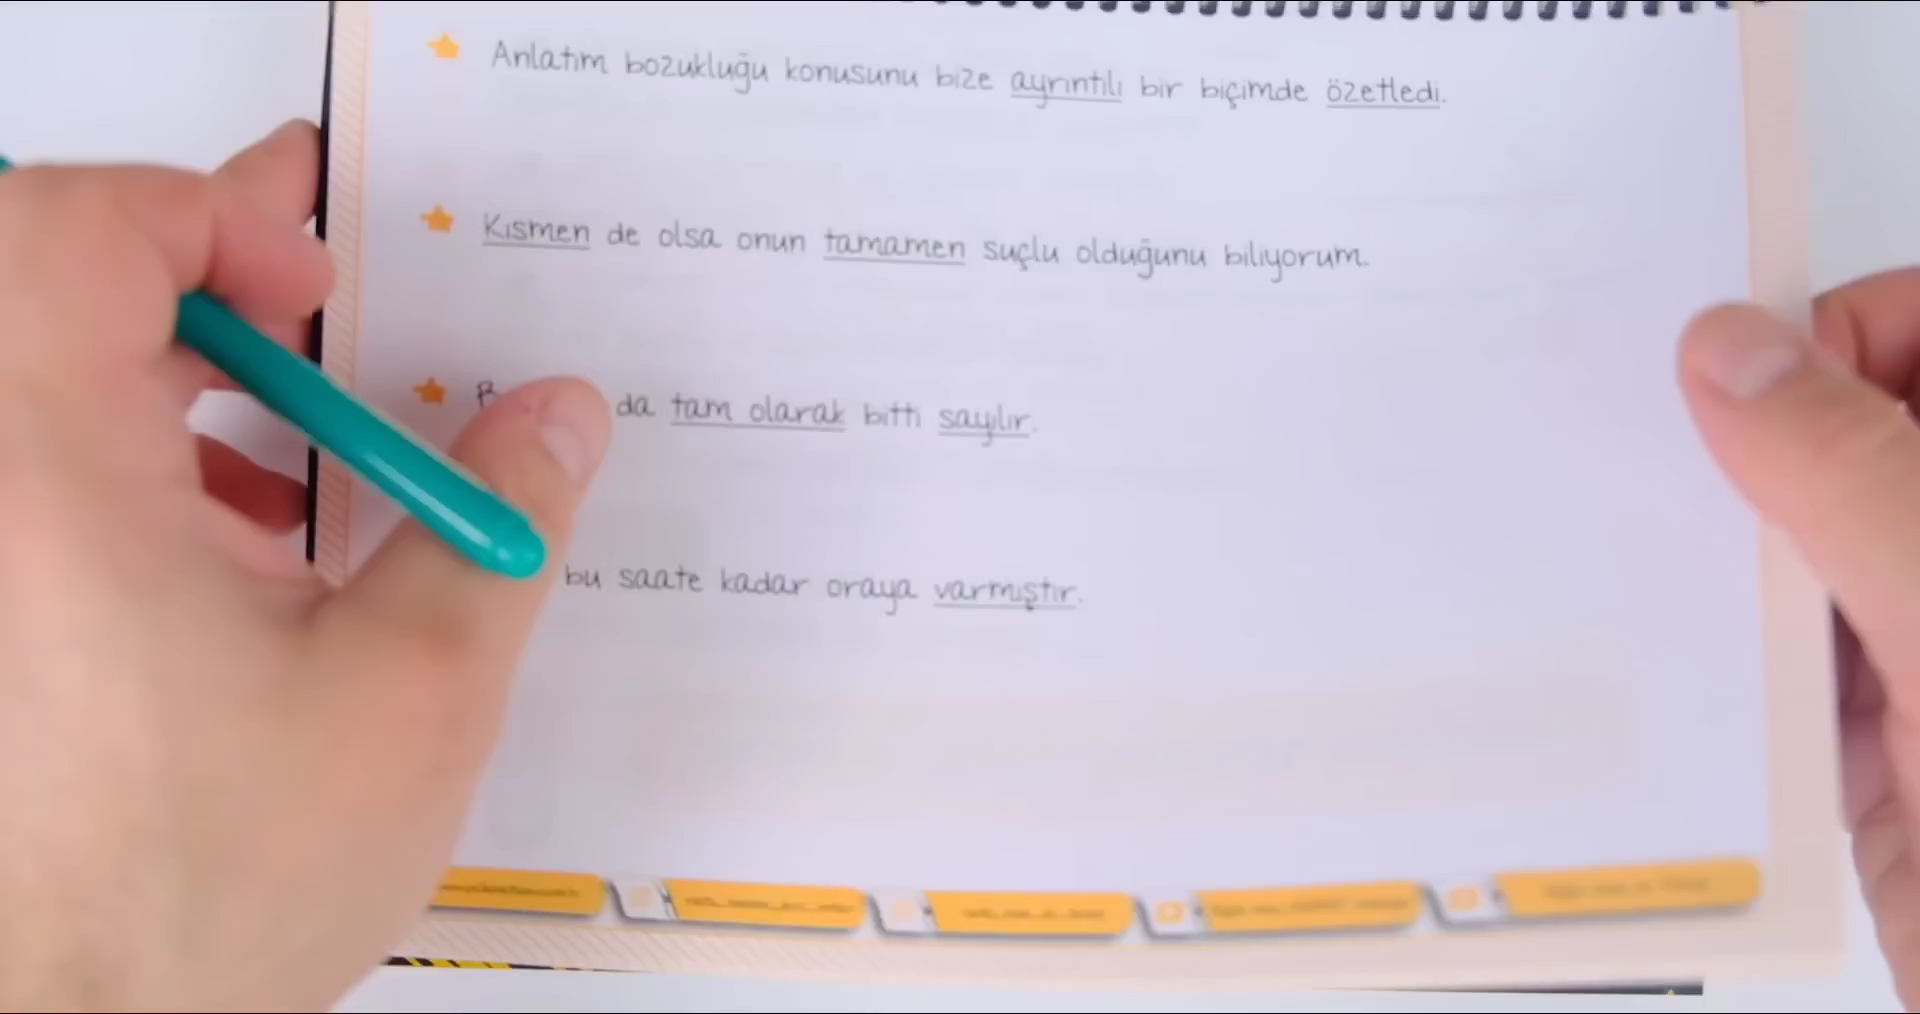 Anlatım bozukluğu konusunu bize ayrıntılı bir biçimde özetledi.
Kısmen de olsa onun tamamen suçlu olduğunu biliyorum.
da tam olarak bitti sayılır.
bu saate kadar oraya varmıştır.